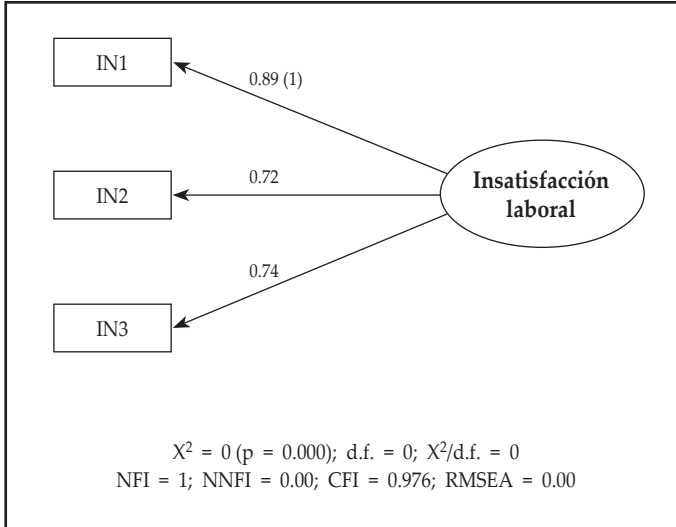 IN1
0.89 (1)
IN2
0.72
Insatisfacción
laboral
0.74
IN3
X² = 0 (p = 0.000); d.f. = 0; X²/d.f. = 0
NFI = 1; NNFI = 0.00; CFI = 0.976; RMSEA = 0.00